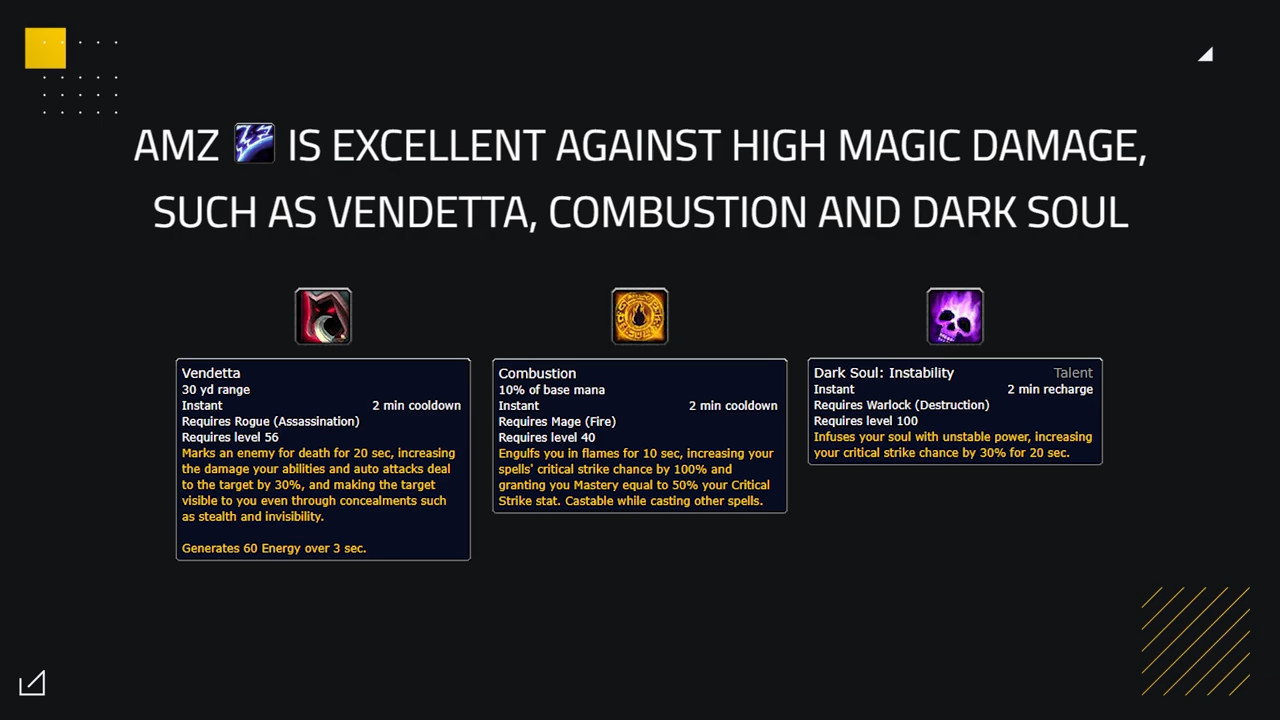 AMZ IS EXCELLENT AGAINST HIGH MAGIC DAMAGE,
SUCH AS VENDETTA, COMBUSTION AND DARK SOUL
Vendetta
30 yd range
Instant 2 min cooldown
Requires Rogue (Assassination)
Requires level 56
Marks an enemy for death for 20 sec, increasing
the damage your abilities and auto attacks deal
to the target by 30%, and making the target
visible to you even through concealments such
as stealth and invisibility.
Generates 60 Energy over 3 sec.
Combustion
10% of base mana
Instant 2 min cooldown
Requires Mage (Fire)
Requires level 40
Engulfs you in flames for 10 sec, increasing your
spells' critical strike chance by 100% and
granting you Mastery equal to 50% your Critical
Strike stat. Castable while casting other spells.
Dark Soul: Instability Talent
Instant 2 min recharge
Requires Warlock (Destruction)
Requires level 100
Infuses your soul with unstable power, increasing
your critical strike chance by 30% for 20 sec.